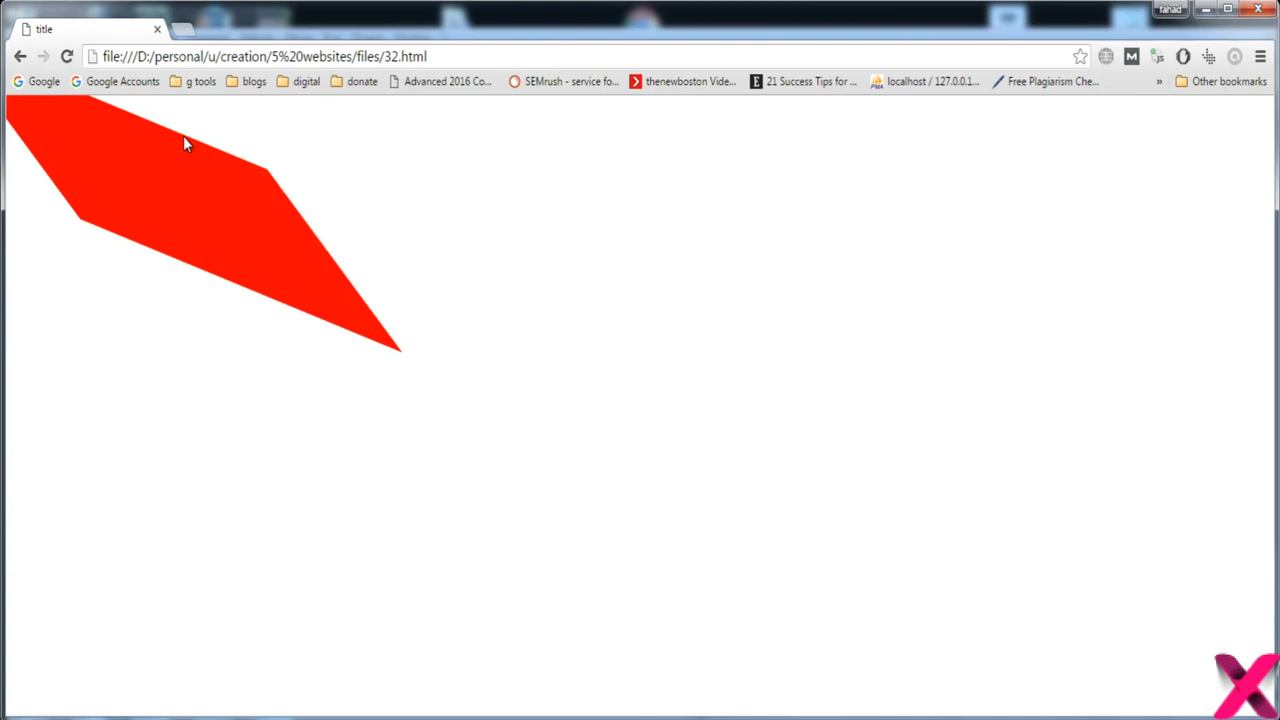 fahad
title
file:///D:/personal/u/creation/5%20websites/files/32.html
Google Google Accounts g tools blogs digital donate Advanced 2016 Co... SEMrush - service fo... thenewboston Vide... 21 Success Tips for ... localhost / 127.0.0.1... Free Plagiarism Che... » Other bookmarks